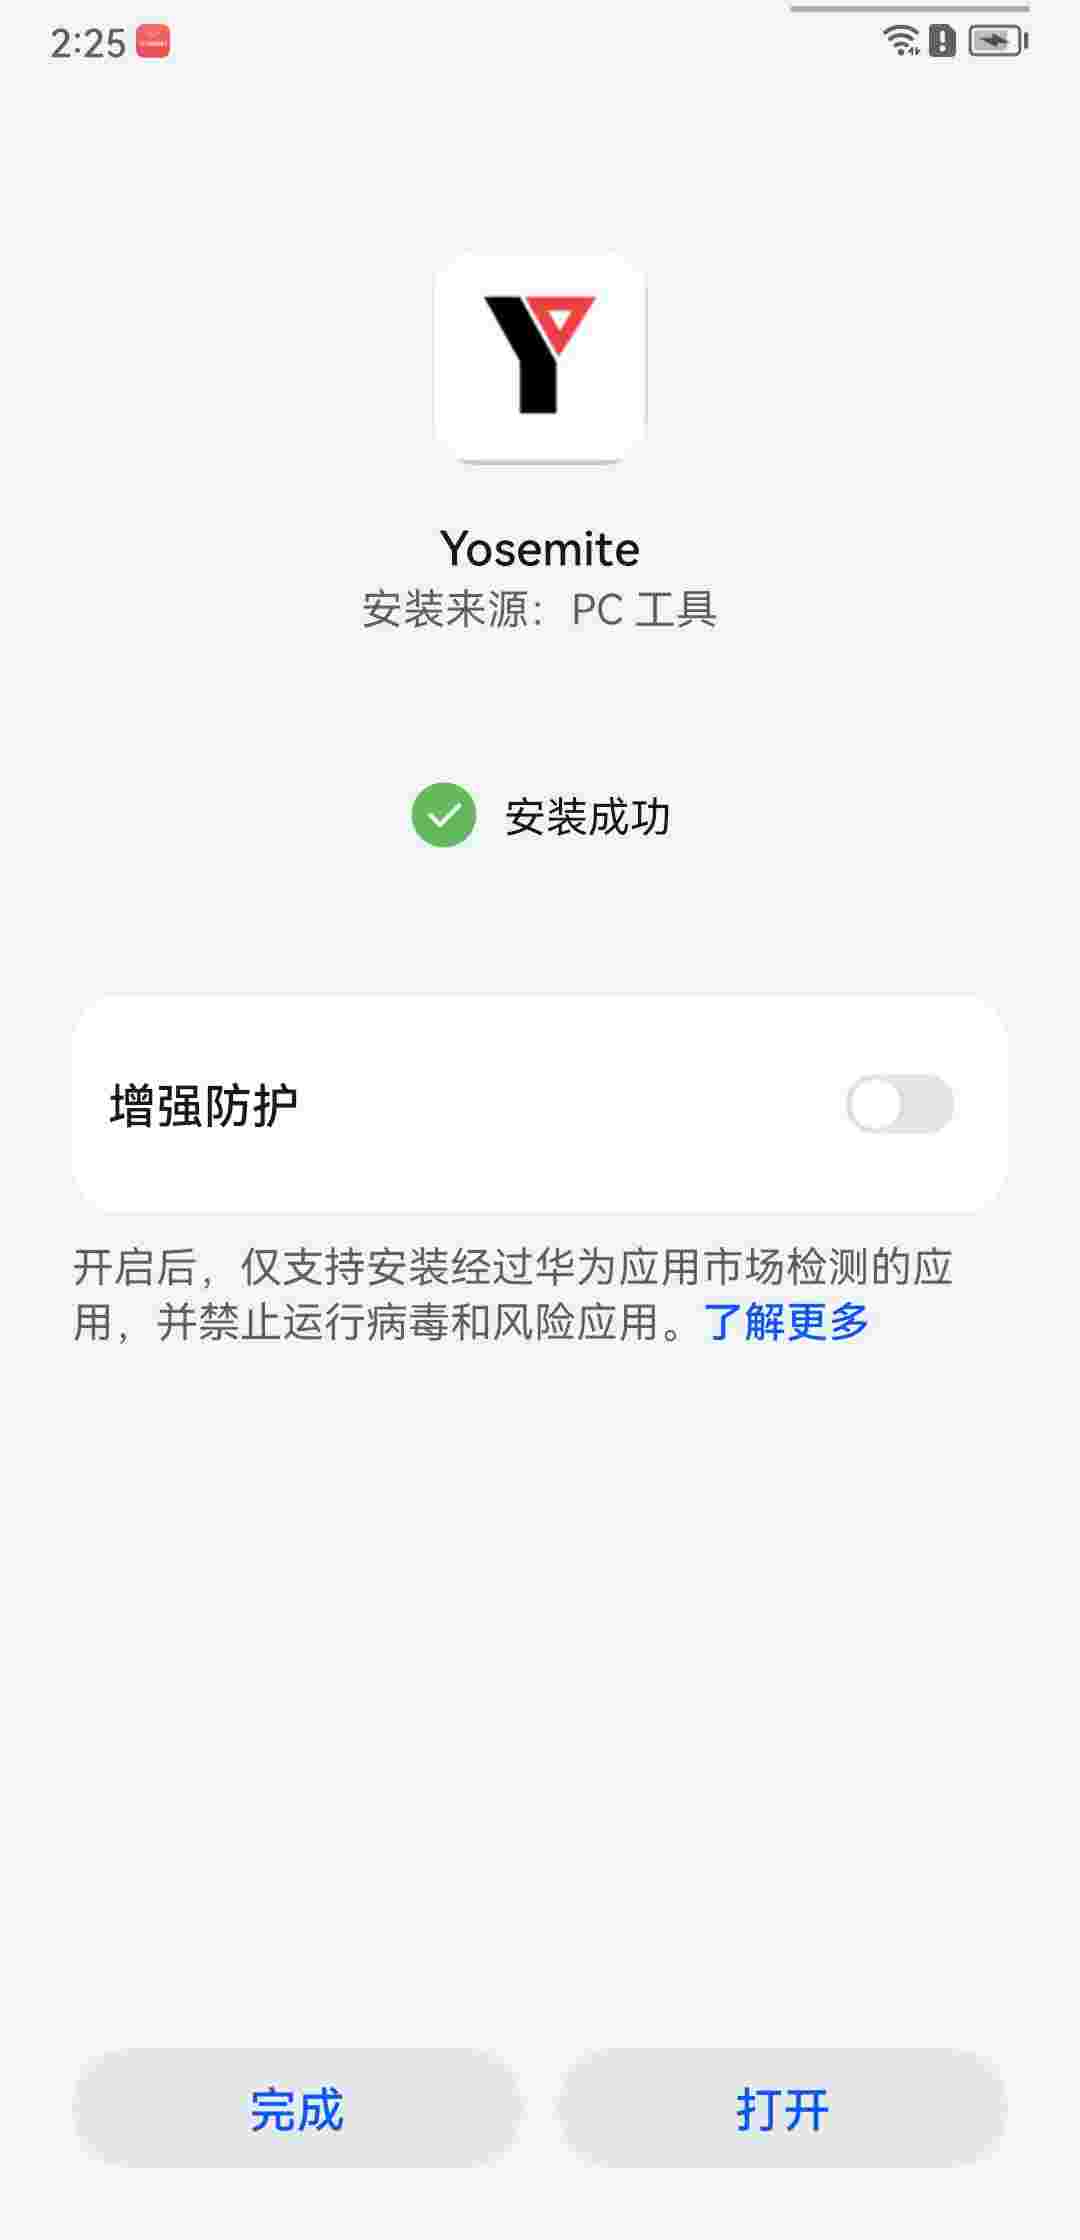 2:25
Yosemite
安装来源：PC 工具
安装成功
增强防护
开启后，仅支持安装经过华为应用市场检测的应
用，并禁止运行病毒和风险应用。了解更多
完成
打开